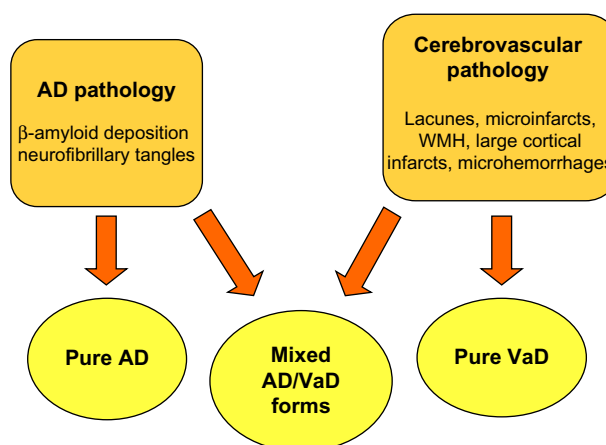 AD pathology
β-amyloid deposition
neurofibrillary tangles
Cerebrovascular
pathology
Lacunes, microinfarcts,
WMH, large cortical
infarcts, microhemorrhages
Pure AD
Mixed
AD/VaD
forms
Pure VaD